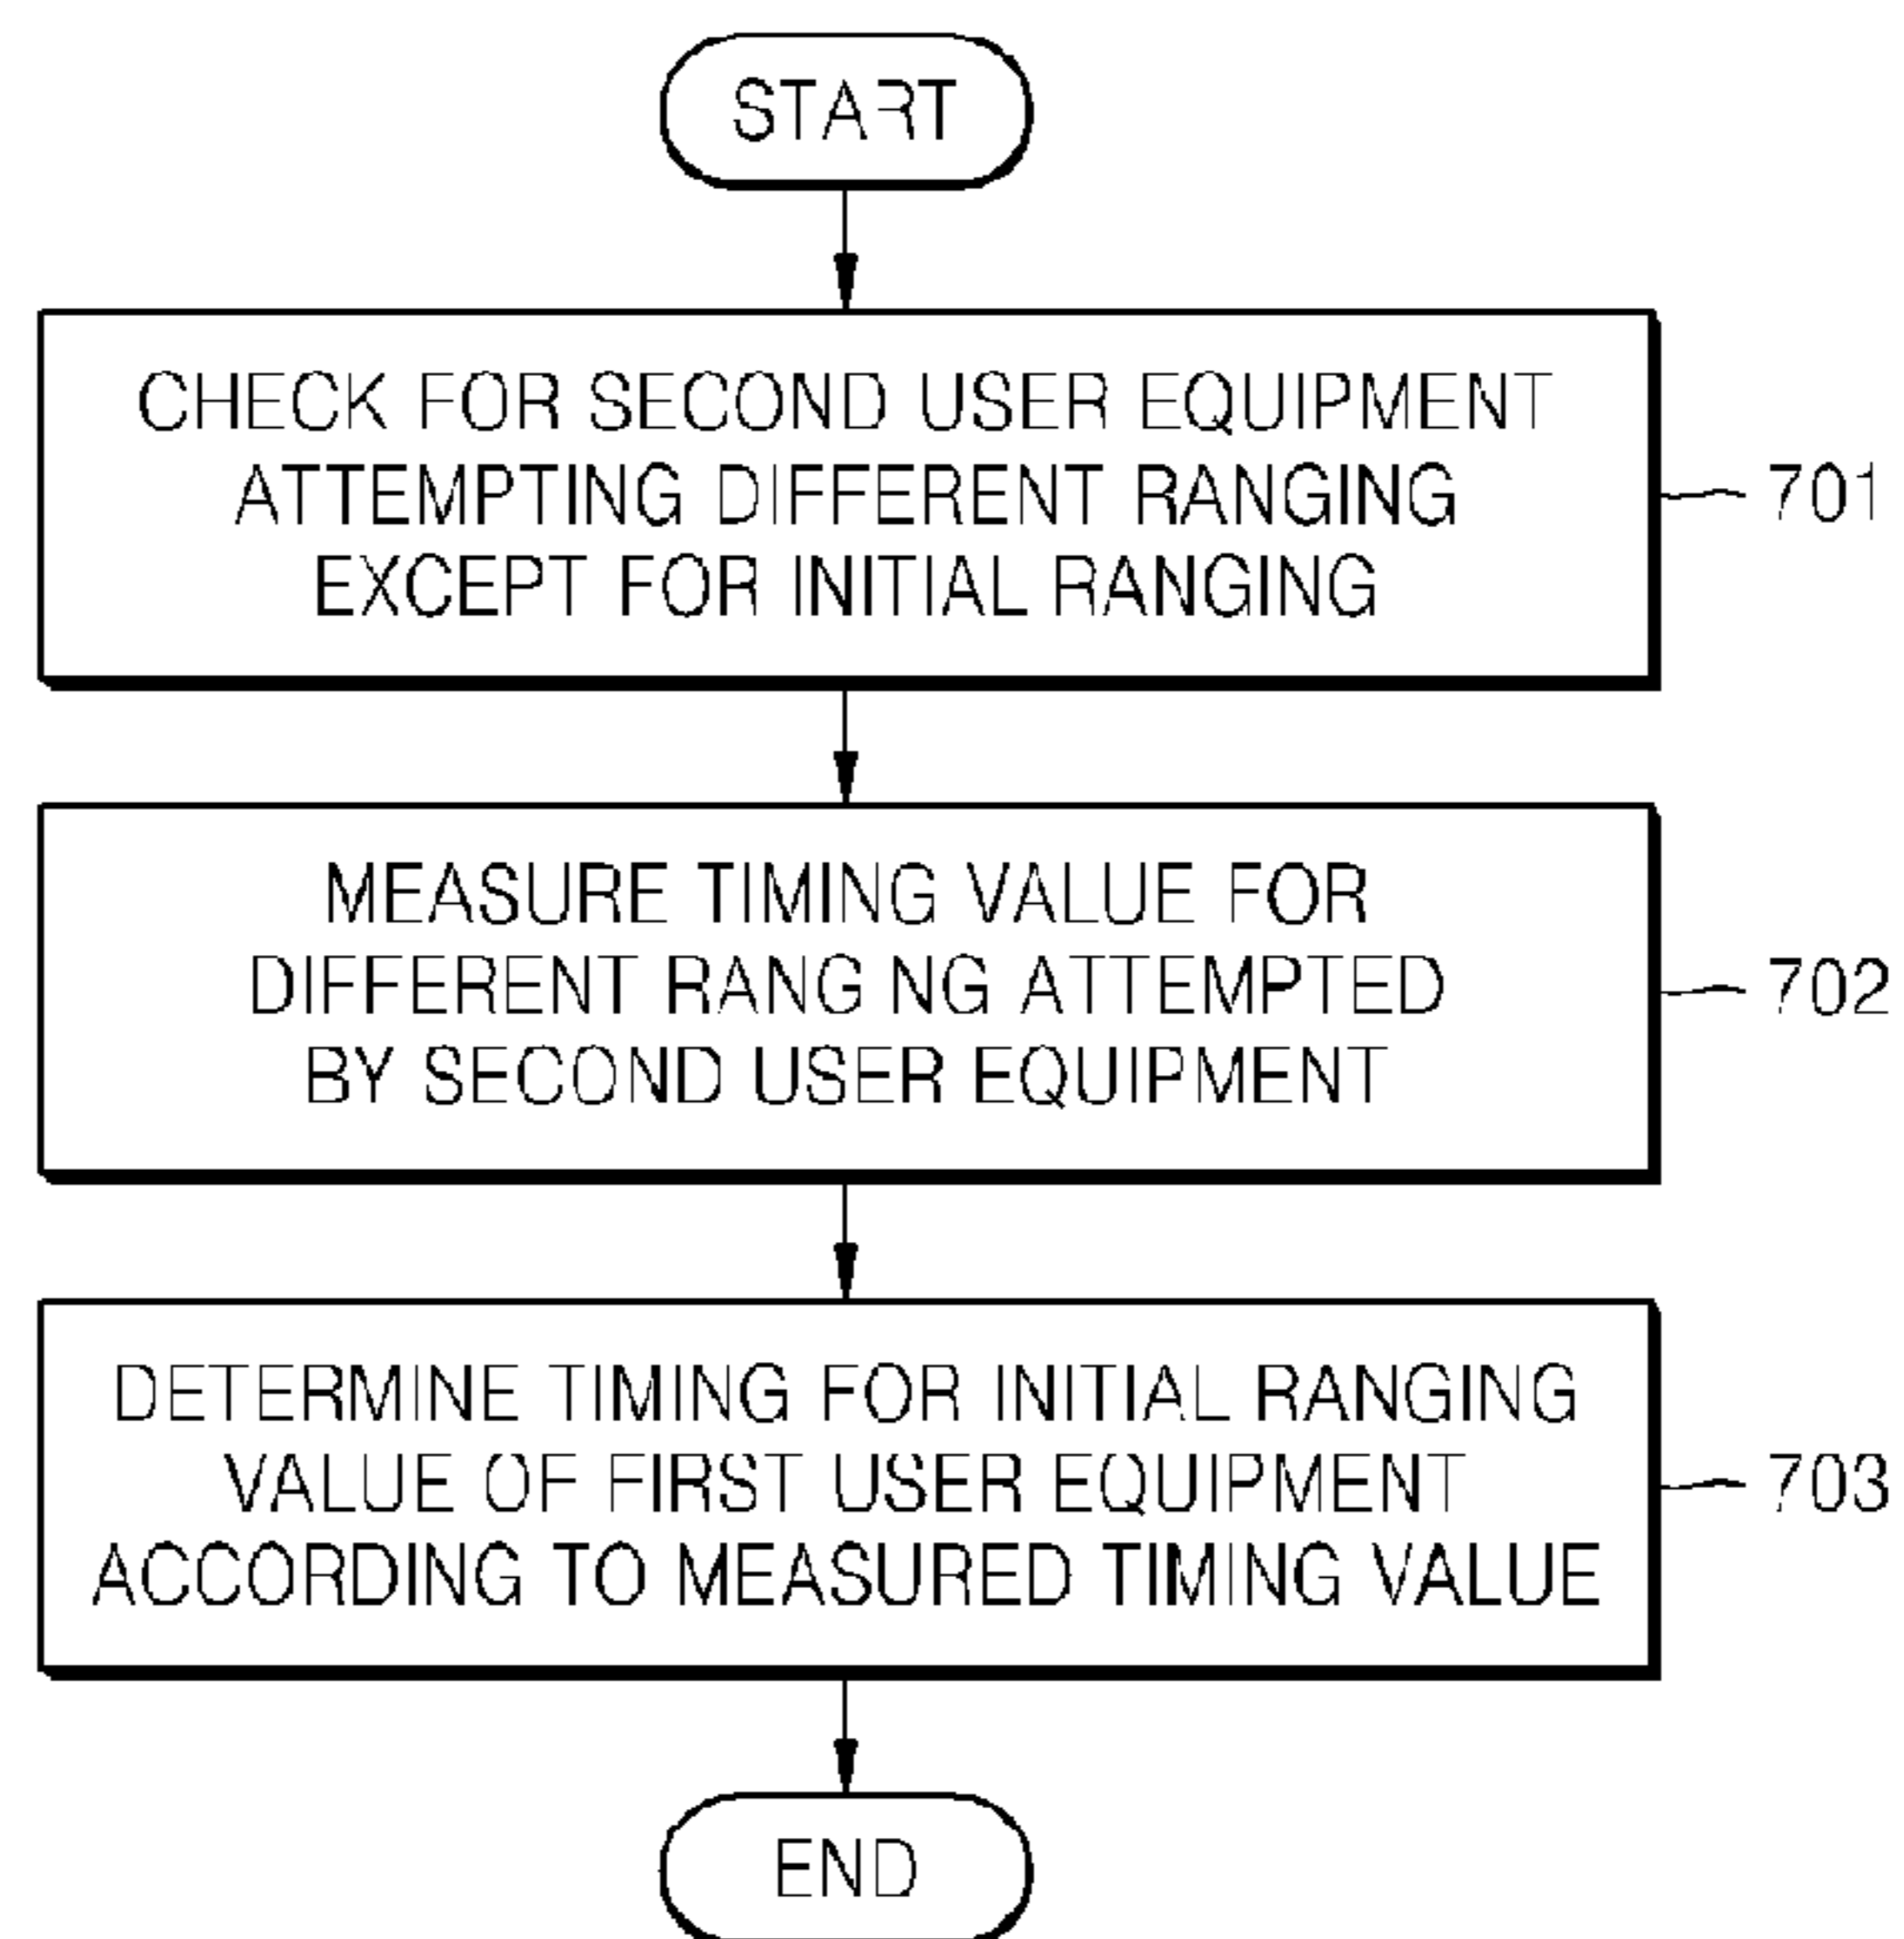 START
CHECK FOR SECOND USER EQUIPMENT
ATTEMPTING DIFFERENT RANGING
EXCEPT FOR INITIAL RANGING
701
MEASURE TIMING VALUE FOR
DIFFERENT RANG NG ATTEMPTED
BY SECOND USER EQUIPMENT
702
DETERMINE TIMING FOR INITIAL RANGING
VALUE OF FIRST USER EQUIPMENT
ACCORDING TO MEASURED TIMING VALUE
703
END